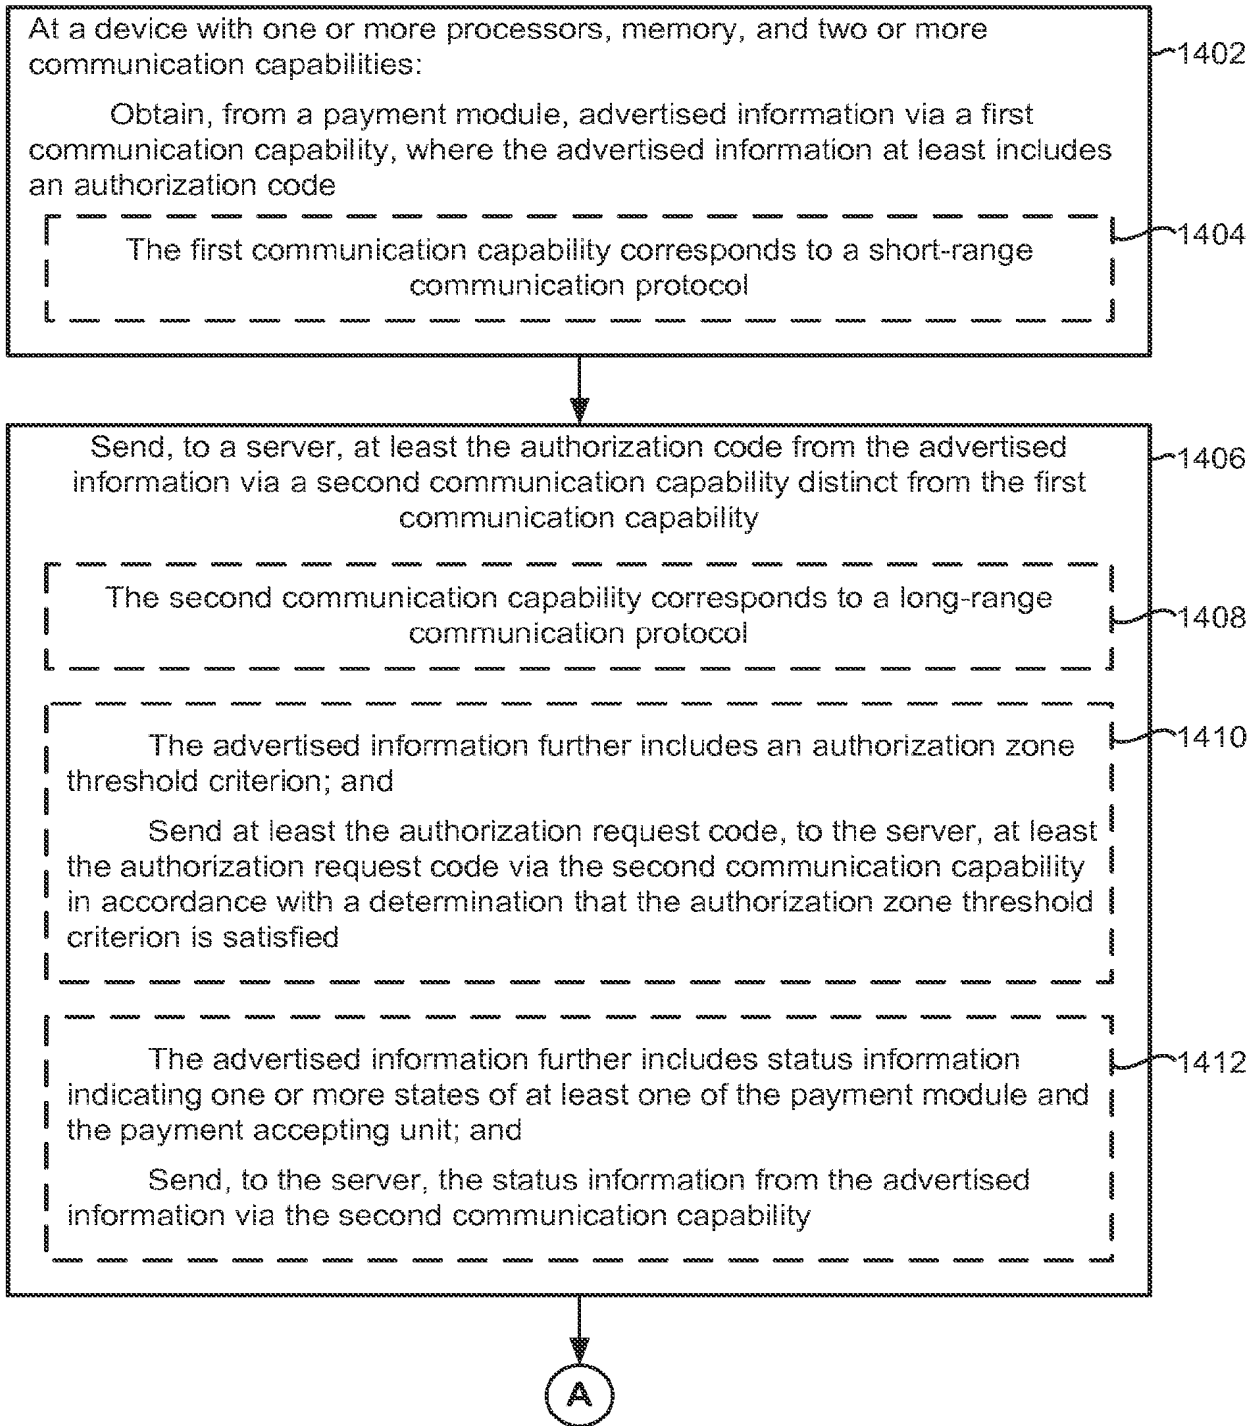 At a device with one or more processors, memory, and two or more
communication capabilities:
Obtain, from a payment module, advertised information via a first
communication capability, where the advertised information at least includes
an authorization code
1402
The first communication capability corresponds to a short-range
communication protocol
1404
Send, to a server, at least the authorization code from the advertised
information via a second communication capability distinct from the first
communication capability
1406
The second communication capability corresponds to a long-range
communication protocol
1408
The advertised information further includes an authorization zone
threshold criterion; and
Send at least the authorization request code, to the server, at least
the authorization request code via the second communication capability
in accordance with a determination that the authorization zone threshold
criterion is satisfied
1410
The advertised information further includes status information
indicating one or more states of at least one of the payment module and
the payment accepting unit; and
Send, to the server, the status information from the advertised
information via the second communication capability
1412
A